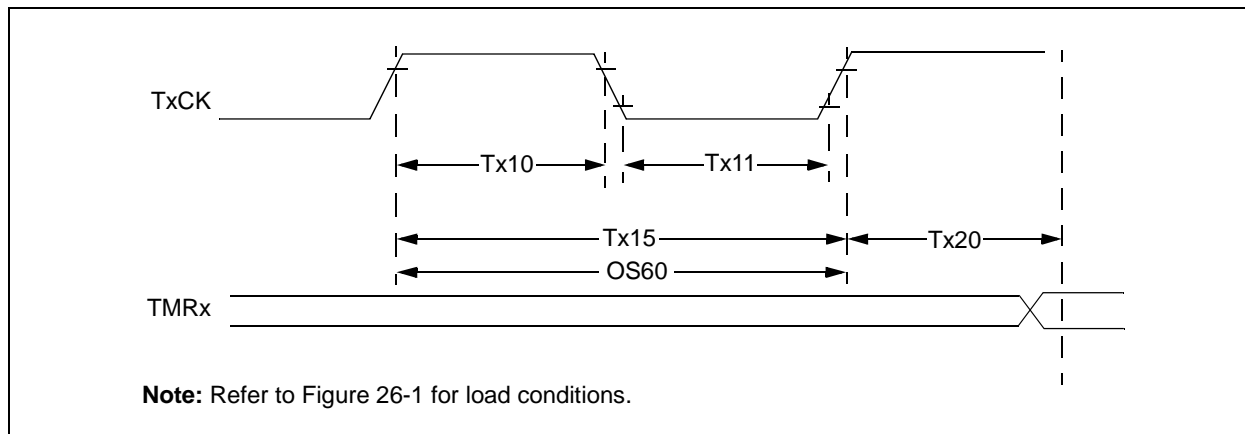 TxCK
Tx10
Tx11
Tx15
Tx20
OS60
TMRx
Note: Refer to Figure 26-1 for load conditions.